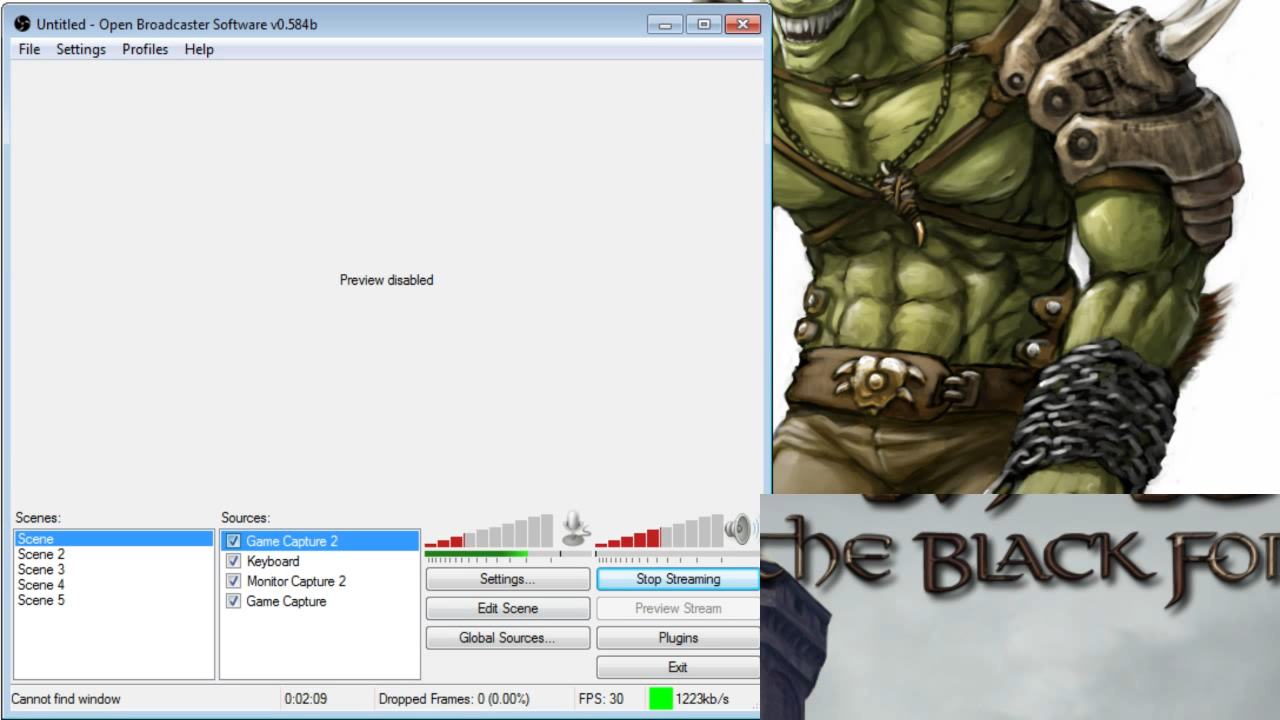 Untitled - Open Broadcaster Software v0.584b
File Settings Profiles Help
Preview disabled
Scenes:
Scene
Scene 2
Scene 3
Scene 4
Scene 5
Sources:
Game Capture 2
Keyboard
Monitor Capture 2
Game Capture
Settings...
Stop Streaming
Edit Scene
Preview Stream
Global Sources...
Plugins
Exit
Cannot find window
0:02:09
Dropped Frames: 0 (0.00%)
FPS: 30
1223kb/s
the BLACK FO